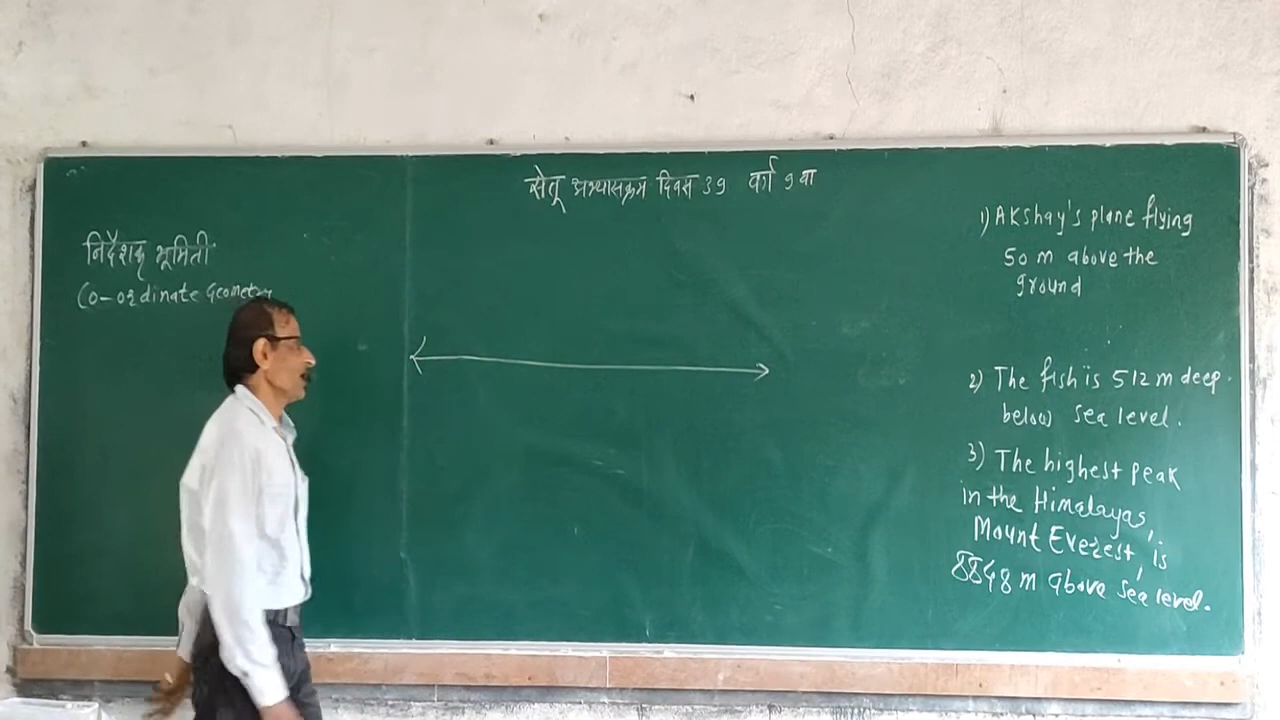 सेतू अभ्यासक्रम दिवस 39 वर्ग 9 वा
निर्देशक भूमिती
Co-ordinate Geometry
1) Akshay's plane flying
50 m above the
ground
2) The fish is 512 m deep.
below sea level.
3) The highest peak
in the Himalayas,
Mount Everest, is
8848 m above sea level.